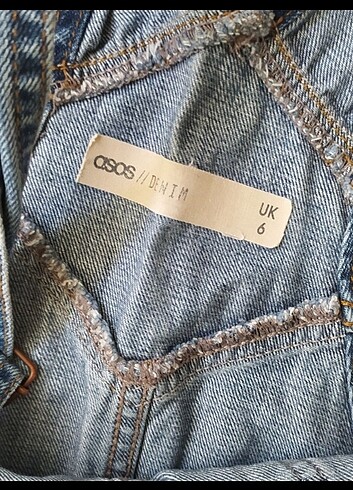 asos // DENIM
UK
6